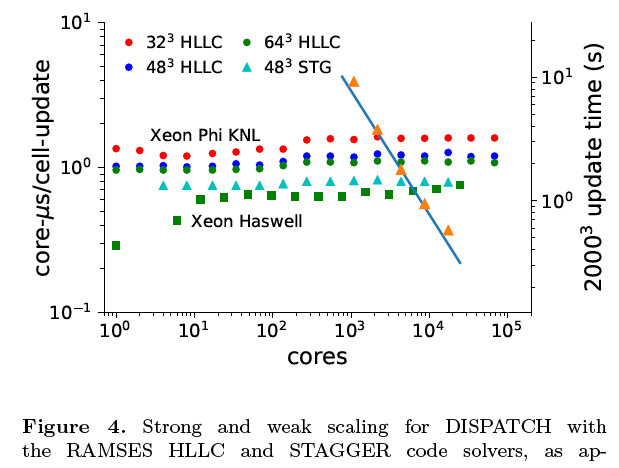 10¹
32³ HLLC
64³ HLLC
48³ HLLC
48³ STG
10¹
Xeon Phi KNL
10⁰
10⁰
Xeon Haswell
10⁻¹
core-μs/cell-update
2000³ update time (s)
10⁰ 10¹ 10² 10³ 10⁴ 10⁵
cores
Figure 4. Strong and weak scaling for DISPATCH with
the RAMSES HLLC and STAGGER code solvers, as ap-